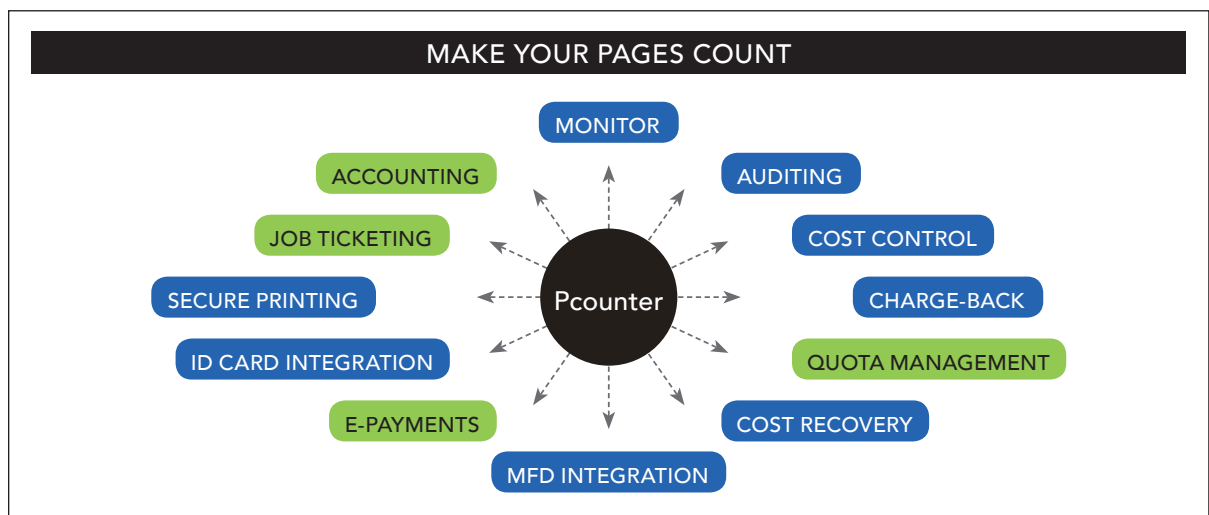 MAKE YOUR PAGES COUNT
MONITOR
ACCOUNTING
AUDITING
JOB TICKETING
COST CONTROL
SECURE PRINTING
Pcounter
CHARGE-BACK
ID CARD INTEGRATION
QUOTA MANAGEMENT
E-PAYMENTS
COST RECOVERY
MFD INTEGRATION